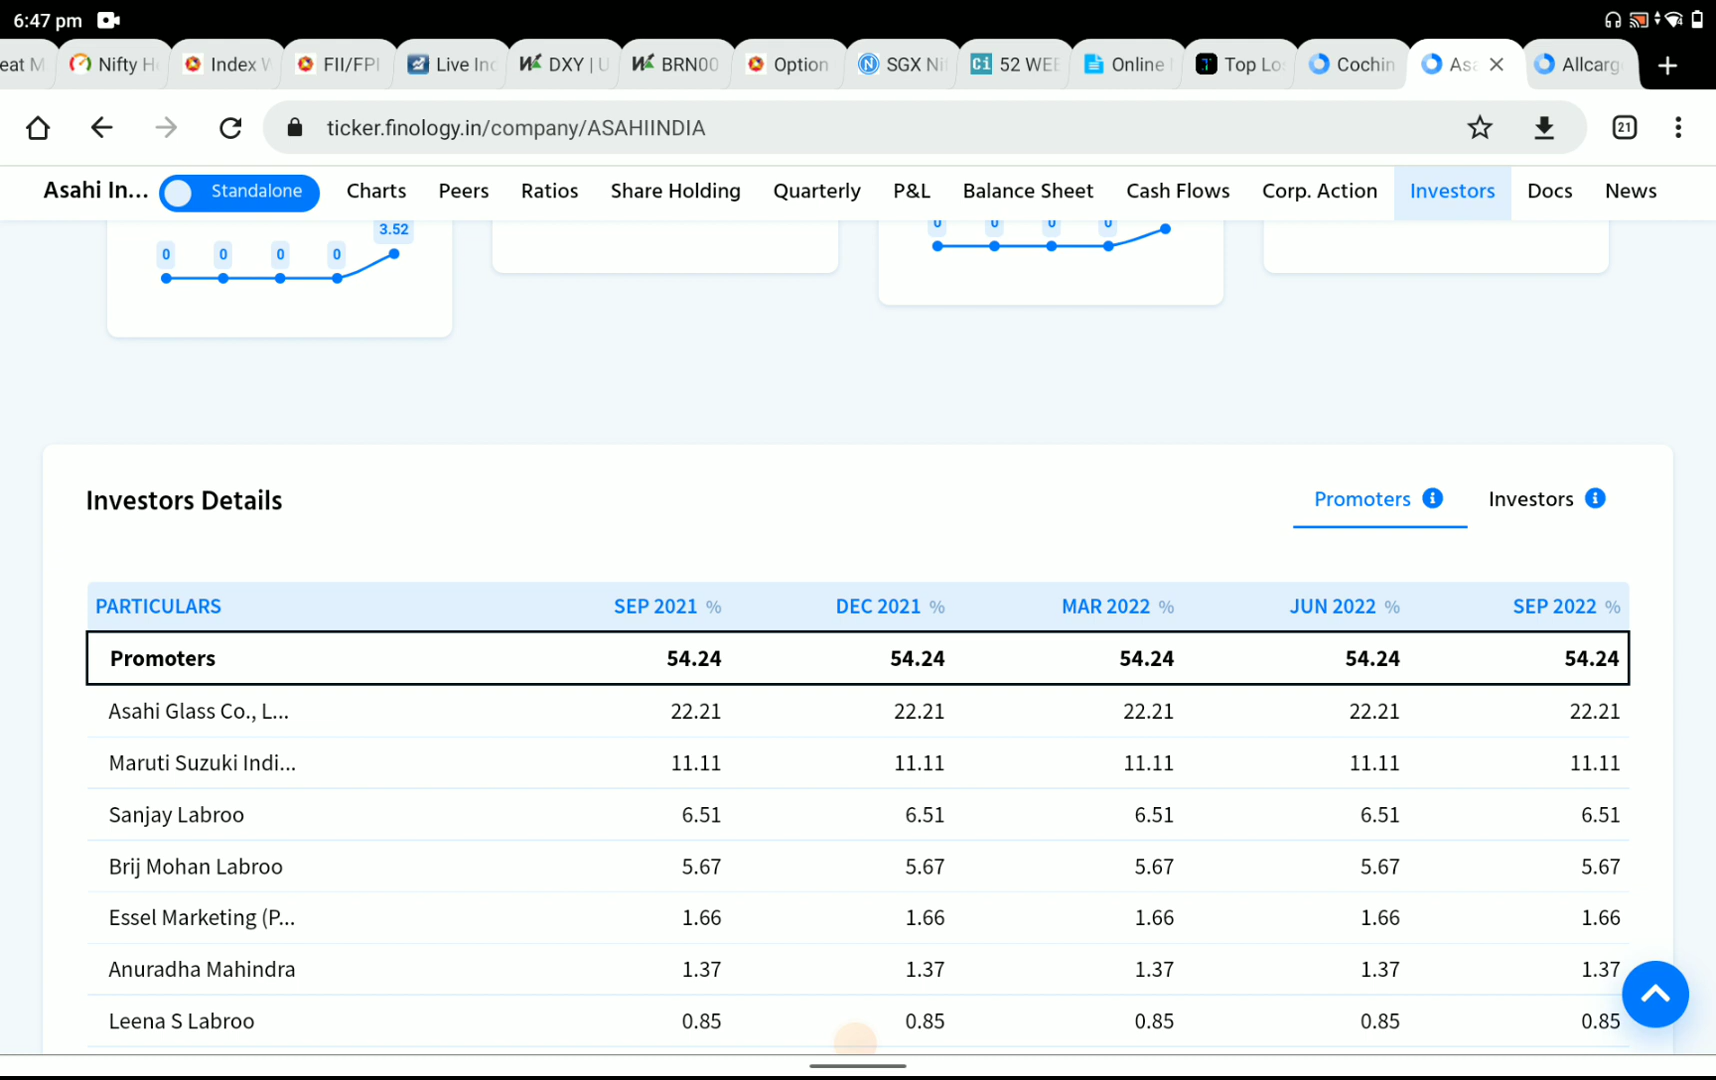 6:47 pm
eat M
Nifty H
Index W
FII/FPI
Live Ind
DXY | U
BRN00
Option
SGX Ni
Ci 52 WEE
Online
Top Lo
Cochin
Asa
Allcarg
ticker.finology.in/company/ASAHIINDIA
21
Asahi In... Standalone Charts Peers Ratios Share Holding Quarterly P&L Balance Sheet Cash Flows Corp. Action Investors Docs News
3.52
0 0 0 0
0 0 0 0
Investors Details
Promoters Investors
PARTICULARS SEP 2021 % DEC 2021 % MAR 2022 % JUN 2022 % SEP 2022 %
Promoters 54.24 54.24 54.24 54.24 54.24
Asahi Glass Co., L... 22.21 22.21 22.21 22.21 22.21
Maruti Suzuki Indi... 11.11 11.11 11.11 11.11 11.11
Sanjay Labroo 6.51 6.51 6.51 6.51 6.51
Brij Mohan Labroo 5.67 5.67 5.67 5.67 5.67
Essel Marketing (P... 1.66 1.66 1.66 1.66 1.66
Anuradha Mahindra 1.37 1.37 1.37 1.37 1.37
Leena S Labroo 0.85 0.85 0.85 0.85 0.85